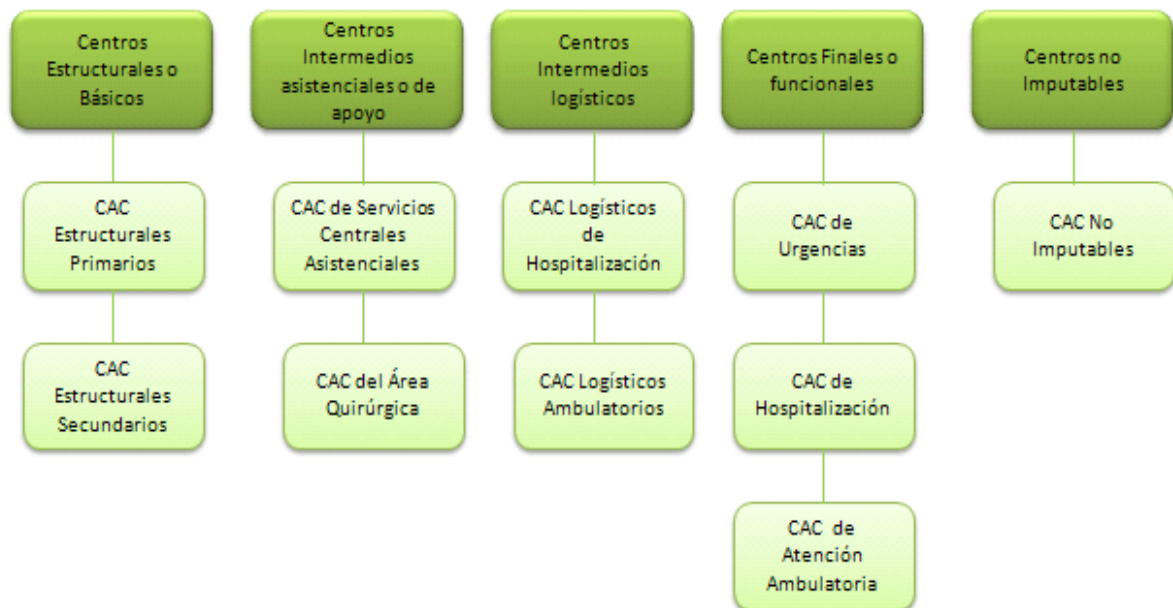 Centros
Estructurales o
Básicos
Centros
Intermedios
asistenciales o de
apoyo
Centros
Intermedios
logísticos
Centros Finales o
funcionales
Centros no
Imputables
CAC
Estructurales
Primarios
CAC de Servicios
Centrales
Asistenciales
CAC Logísticos
de
Hospitalización
CAC de
Urgencias
CAC No
Imputables
CAC
Estructurales
Secundarios
CAC del Área
Quirúrgica
CAC Logísticos
Ambulatorios
CAC de
Hospitalización
CAC de
Atención
Ambulatoria